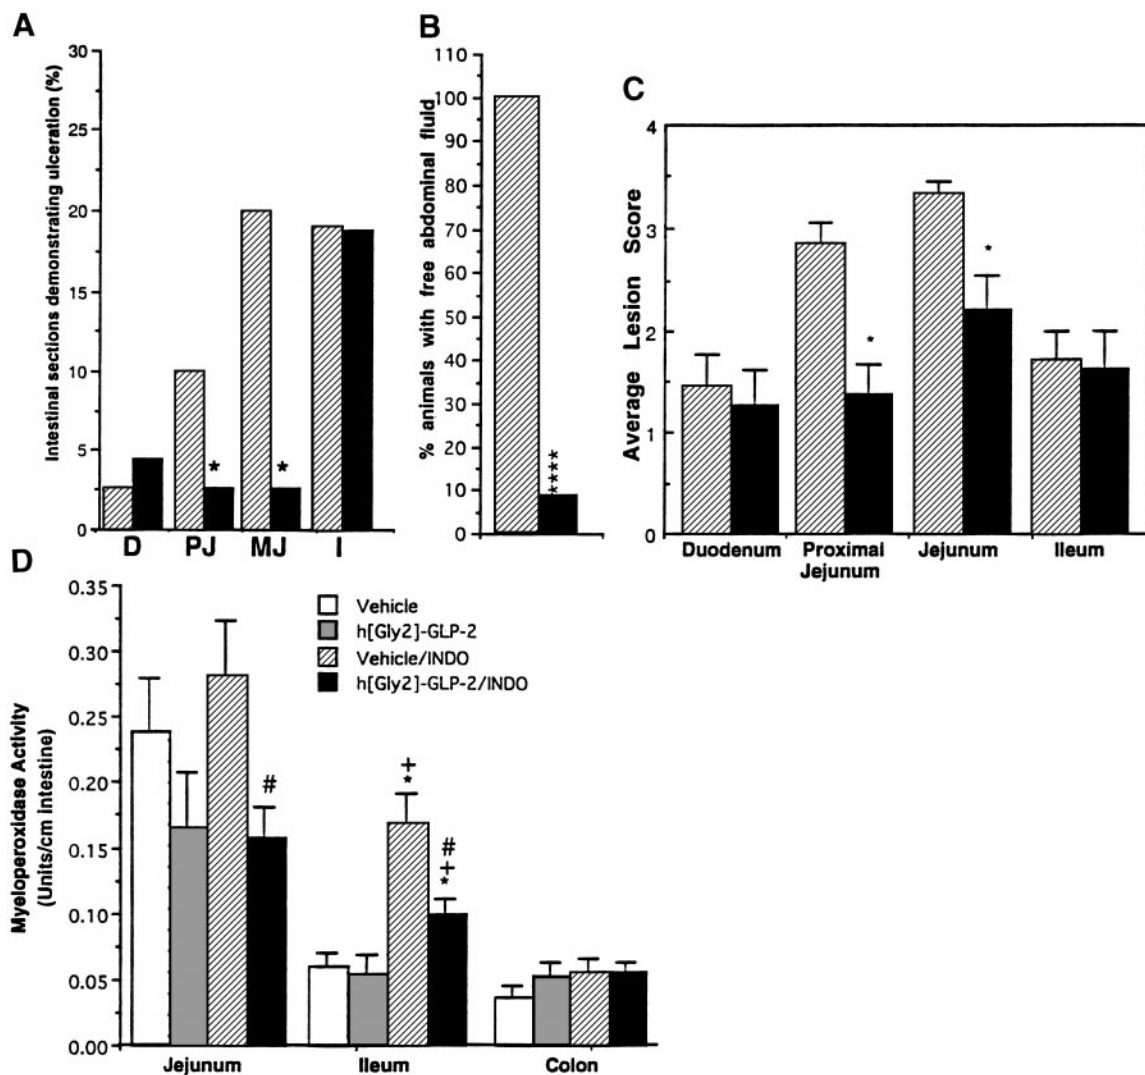 A
Intestinal sections demonstrating ulceration (%)
30
25
20
15
10
5
0
*
*
D PJ MJ I
B
% animals with free abdominal fluid
110
100
90
80
70
60
50
40
30
20
10
0
****
C
Average Lesion Score
4
3
2
1
0
*
*
Duodenum Proximal Jejunum Ileum
Jejunum
D
Myeloperoxidase Activity
(Units/cm intestine)
0.35
0.30
0.25
0.20
0.15
0.10
0.05
0.00
Vehicle
h[Gly2]-GLP-2
Vehicle/INDO
h[Gly2]-GLP-2/INDO
#
+
*
#
+
*
Jejunum Ileum Colon